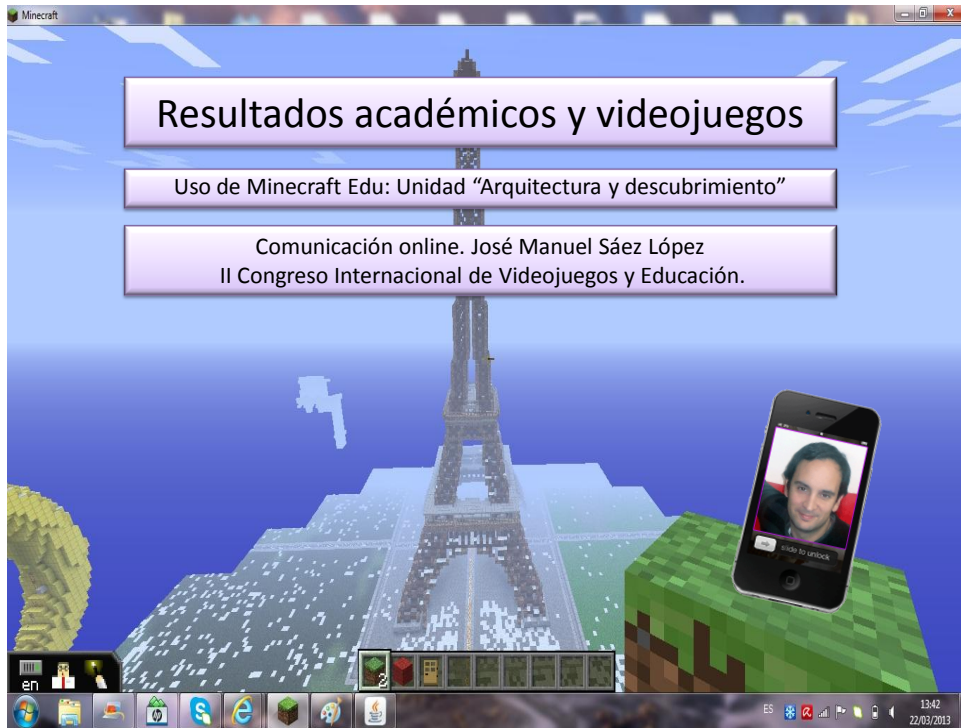 Minecraft
Resultados académicos y videojuegos
Uso de Minecraft Edu: Unidad “Arquitectura y descubrimiento”
Comunicación online. José Manuel Sáez López
II Congreso Internacional de Videojuegos y Educación.
slide to unlock
en
2
ES
13:42
22/03/2013